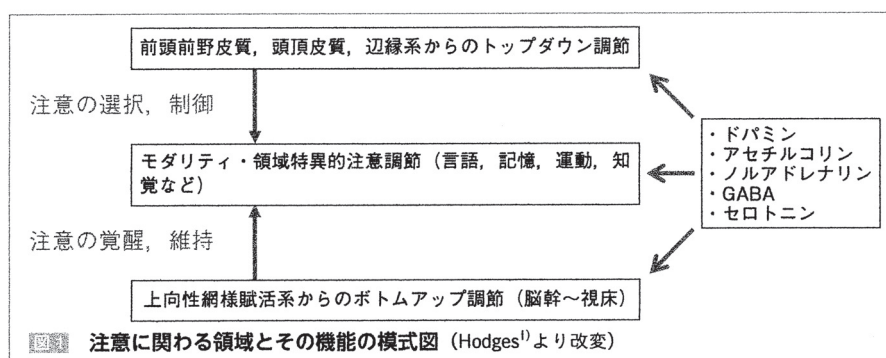 前頭前野皮質，頭頂皮質，辺縁系からのトップダウン調節
注意の選択，制御
モダリティ・領域特異的注意調節（言語，記憶，運動，知
覚など）
・ドパミン
・アセチルコリン
・ノルアドレナリン
・GABA
・セロトニン
注意の覚醒，維持
上向性網様賦活系からのボトムアップ調節（脳幹～視床）
図1 注意に関わる領域とその機能の模式図（Hodges1)より改変）